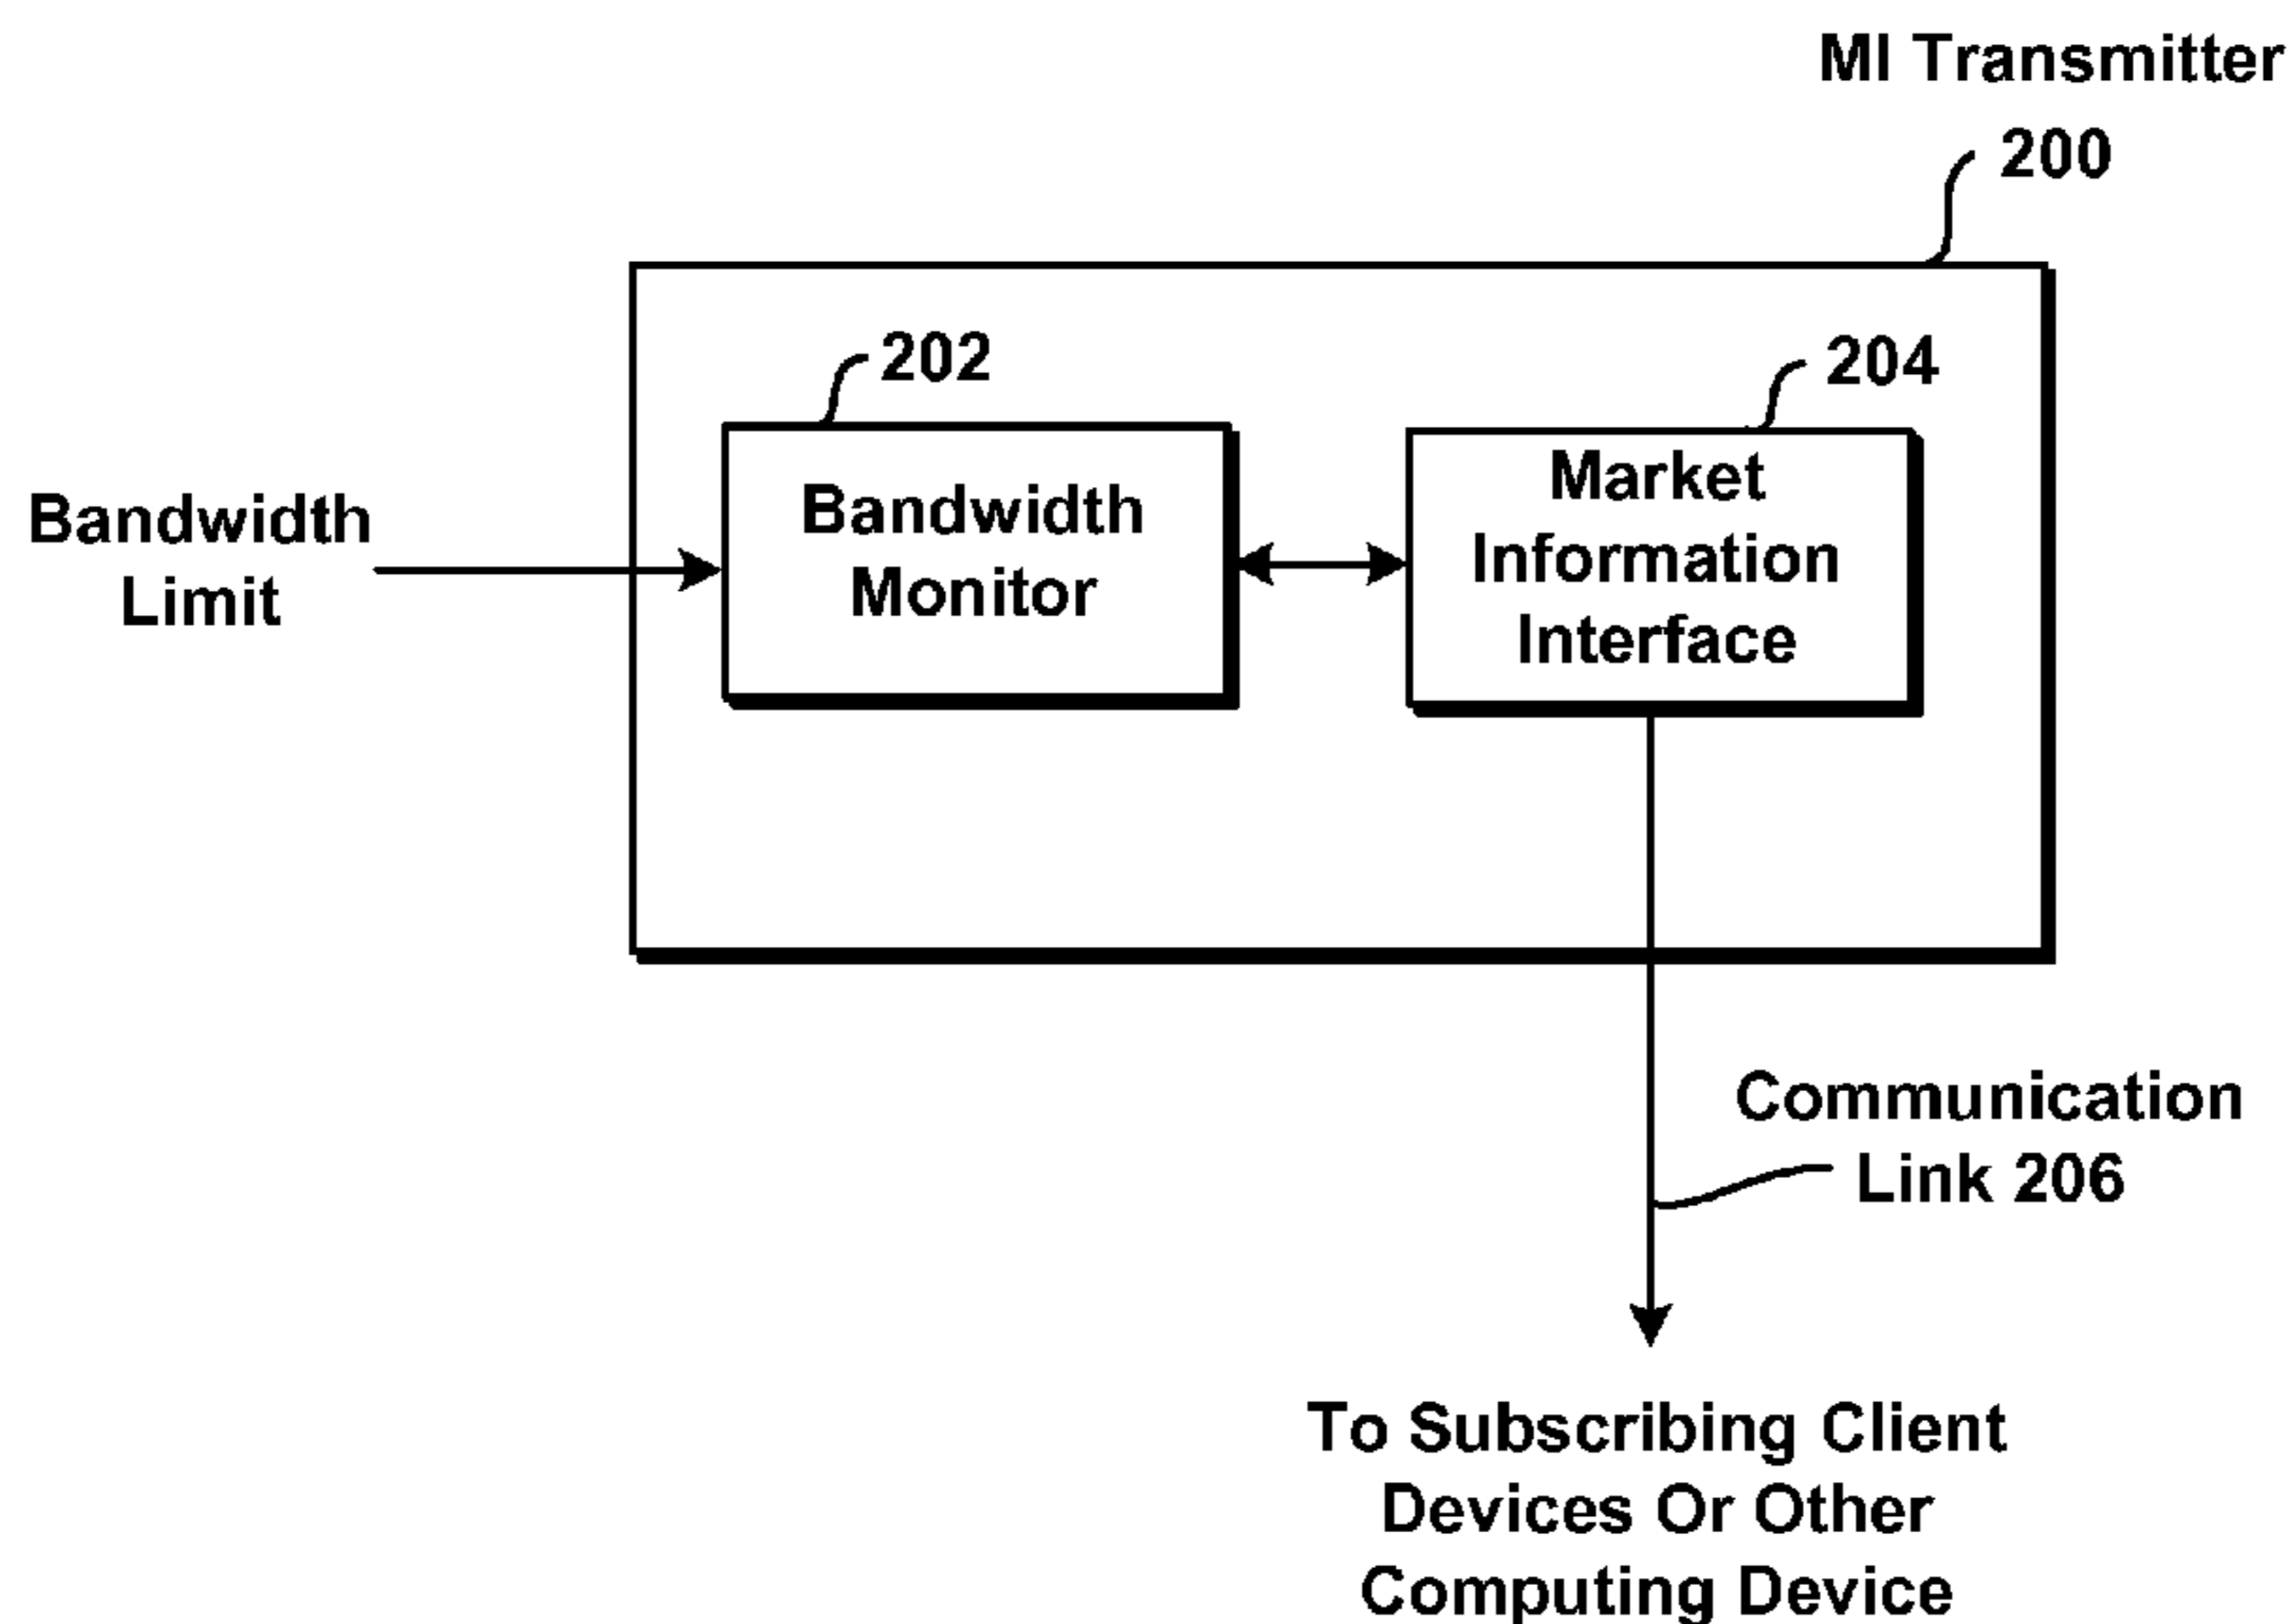 MI Transmitter
200
202
204
Bandwidth
Limit
Bandwidth
Monitor
Market
Information
Interface
Communication
Link 206
To Subscribing Client
Devices Or Other
Computing Device